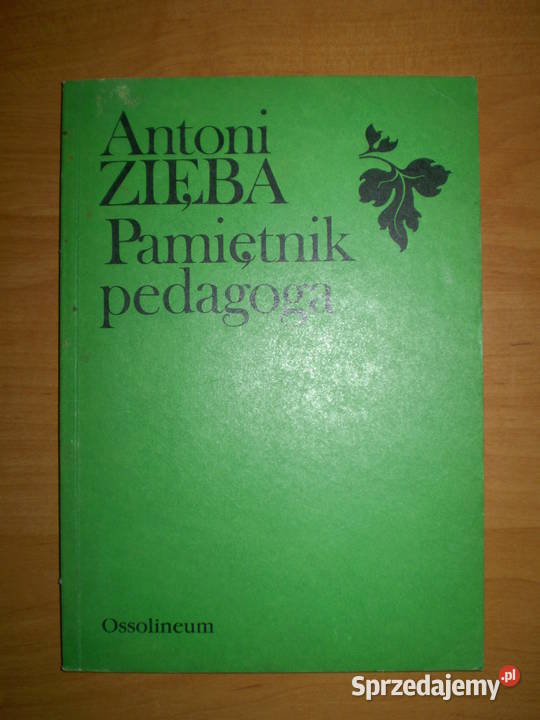 Antoni
ZIĘBA
Pamiętnik
pedagoga
Ossolineum
Sprzedajemy.pl